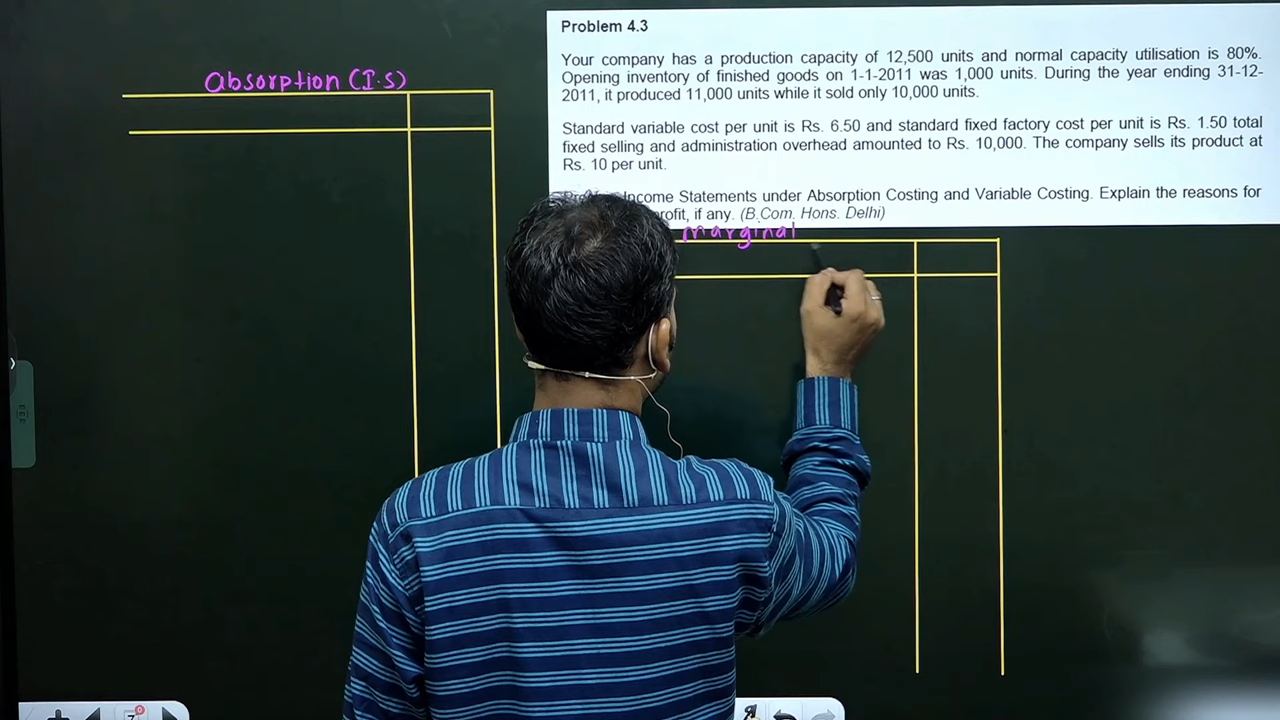 Problem 4.3
Your company has a production capacity of 12,500 units and normal capacity utilisation is 80%.
Opening inventory of finished goods on 1-1-2011 was 1,000 units. During the year ending 31-12-
2011, it produced 11,000 units while it sold only 10,000 units.
Standard variable cost per unit is Rs. 6.50 and standard fixed factory cost per unit is Rs. 1.50 total
fixed selling and administration overhead amounted to Rs. 10,000. The company sells its product at
Rs. 10 per unit.
Income Statements under Absorption Costing and Variable Costing. Explain the reasons for
profit, if any. (B.Com. Hons. Delhi)
Absorption (I.S)
Marginal